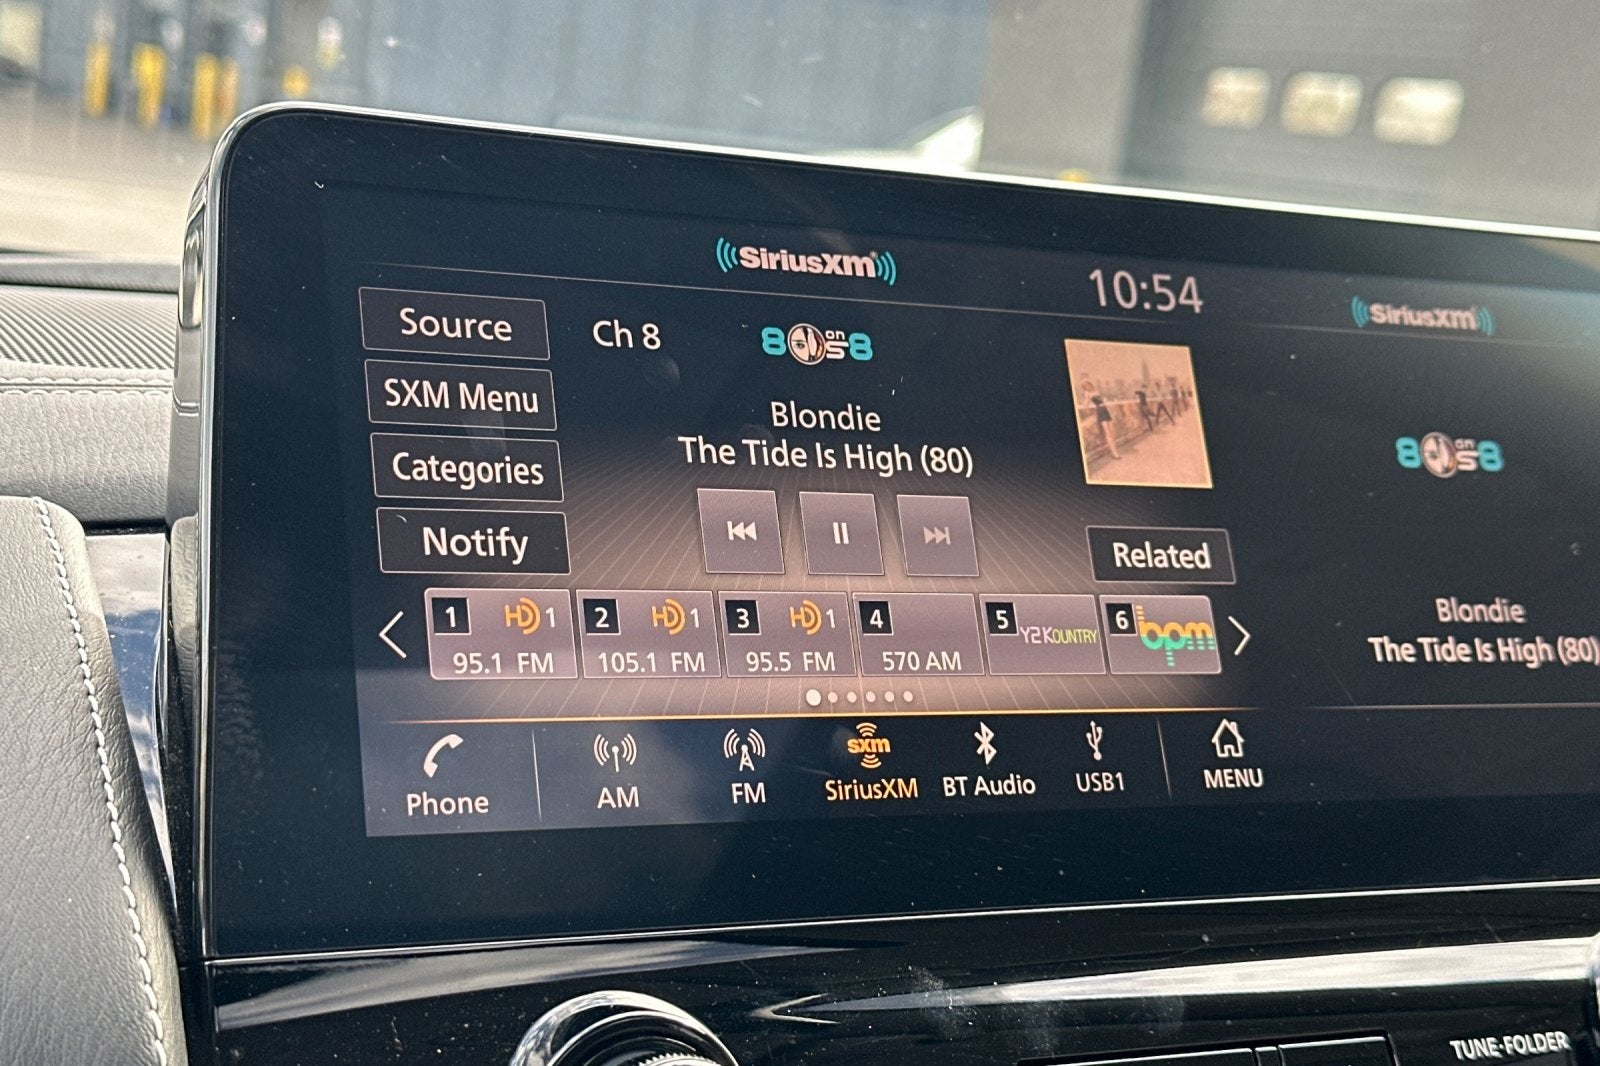 SiriusXM
10:54
SiriusXM
Source
Ch 8
80s on 8
SXM Menu
Blondie
The Tide Is High (80)
80s on 8
Categories
Notify
Related
1 HD 1
95.1 FM
2 HD 1
105.1 FM
3 HD 1
95.5 FM
4
570 AM
5 Y2KOUNTRY
6 bpm
Blondie
The Tide Is High (80)
Phone
AM
FM
sxm
SiriusXM
BT Audio
USB1
MENU
TUNE·FOLDER